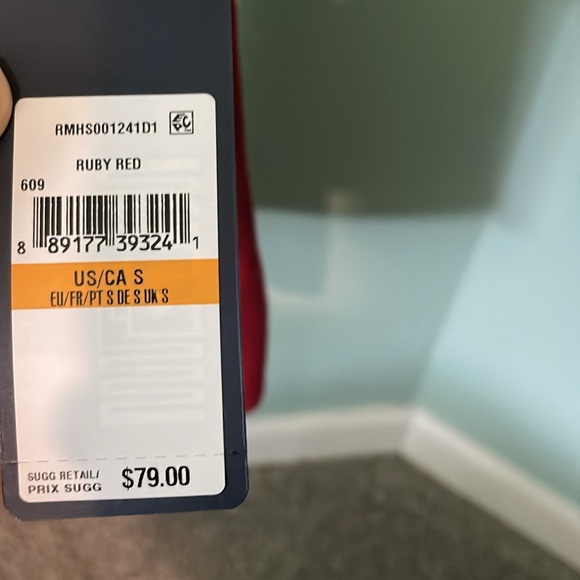 RMHS001241D1
RUBY RED
609
8 89177 39324 1
US/CA S
EU/FR/PT S DE S UK S
SUGG RETAIL/
PRIX SUGG $79.00